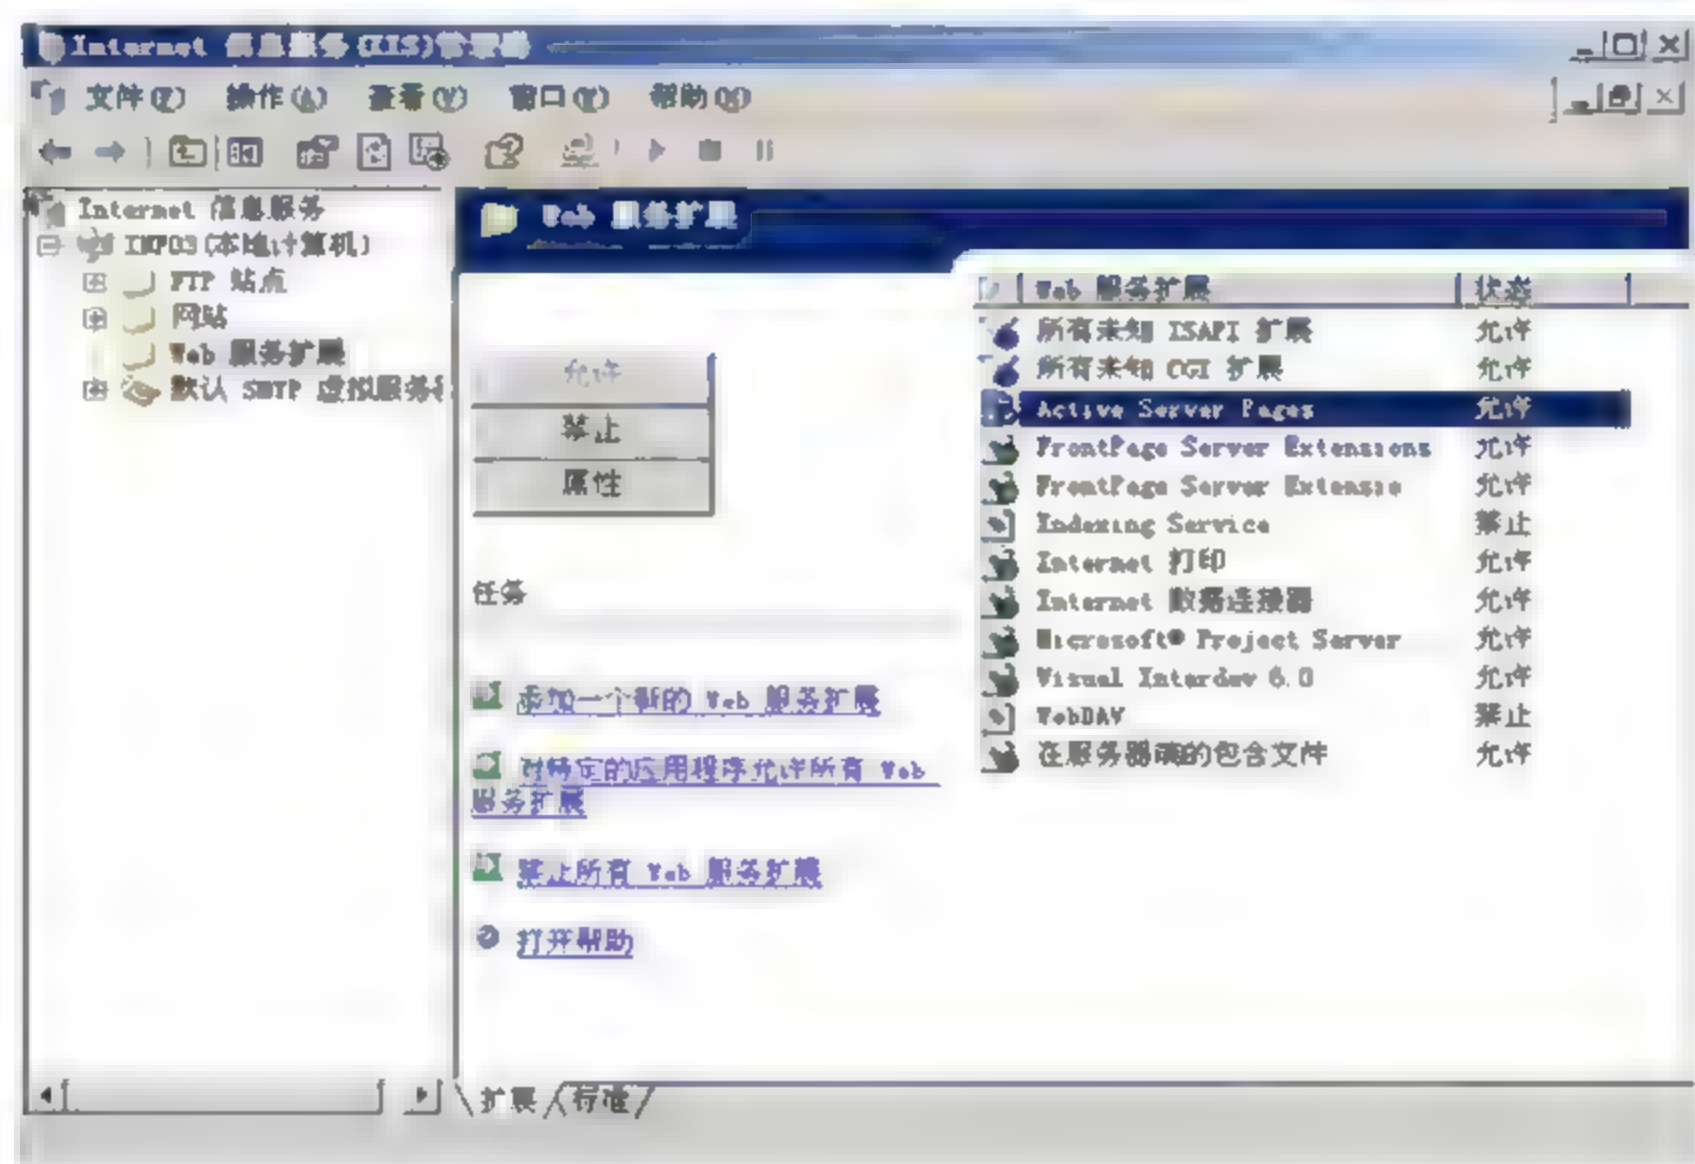 Internet 信息服务 (IIS)管理器
文件(F) 操作(A) 查看(V) 窗口(W) 帮助(H)
Internet 信息服务
INFO3(本地计算机)
FTP 站点
网站
Web 服务扩展
默认 SMTP 虚拟服务
Web 服务扩展
允许
禁止
属性
任务
添加一个新的 Web 服务扩展
对特定的应用程序允许所有 Web
服务扩展
禁止所有 Web 服务扩展
打开帮助
Web 服务扩展 状态
所有未知 ISAPI 扩展 允许
所有未知 CGI 扩展 允许
Active Server Pages 允许
FrontPage Server Extensions 允许
FrontPage Server Extensio 允许
Indexing Service 禁止
Internet 打印 允许
Internet 数据连接器 允许
Microsoft® Project Server 允许
Visual Interdev 6.0 允许
WebDAV 禁止
在服务器端的包含文件 允许
扩展 标准